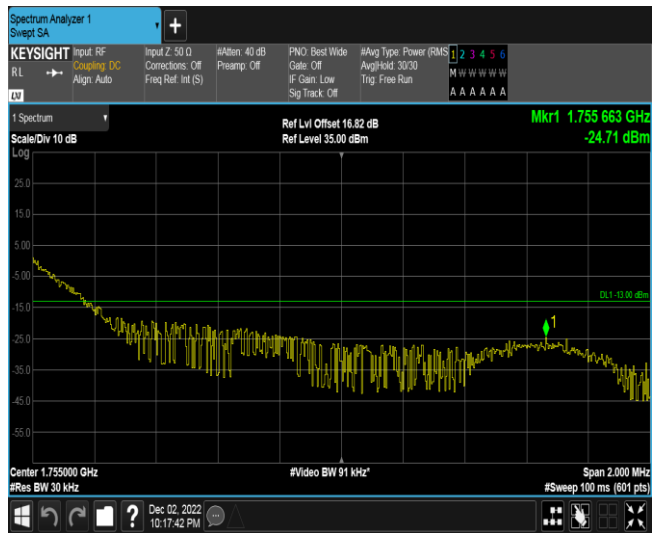 Spectrum Analyzer 1
Swept SA
+
KEYSIGHT Input: RF Input Z: 50 Ω #Atten: 40 dB PNO: Best Wide #Avg Type: Power (RMS 1 2 3 4 5 6
RL Coupling: DC Corrections: Off Preamp: Off Gate: Off Avg|Hold: 30/30 M W W W W W
Align: Auto Freq Ref: Int (S) IF Gain: Low Trig: Free Run
LXI Sig Track: Off A A A A A A
1 Spectrum Ref Lvl Offset 16.82 dB Mkr1 1.755 663 GHz
Scale/Div 10 dB Ref Level 35.00 dBm -24.71 dBm
Log
25.0
15.0
5.00
-5.00
DL1 -13.00 dBm
-15.0
1
-25.0
-35.0
-45.0
-55.0
Center 1.755000 GHz #Video BW 91 kHz* Span 2.000 MHz
#Res BW 30 kHz #Sweep 100 ms (601 pts)
? Dec 02, 2022
10:17:42 PM